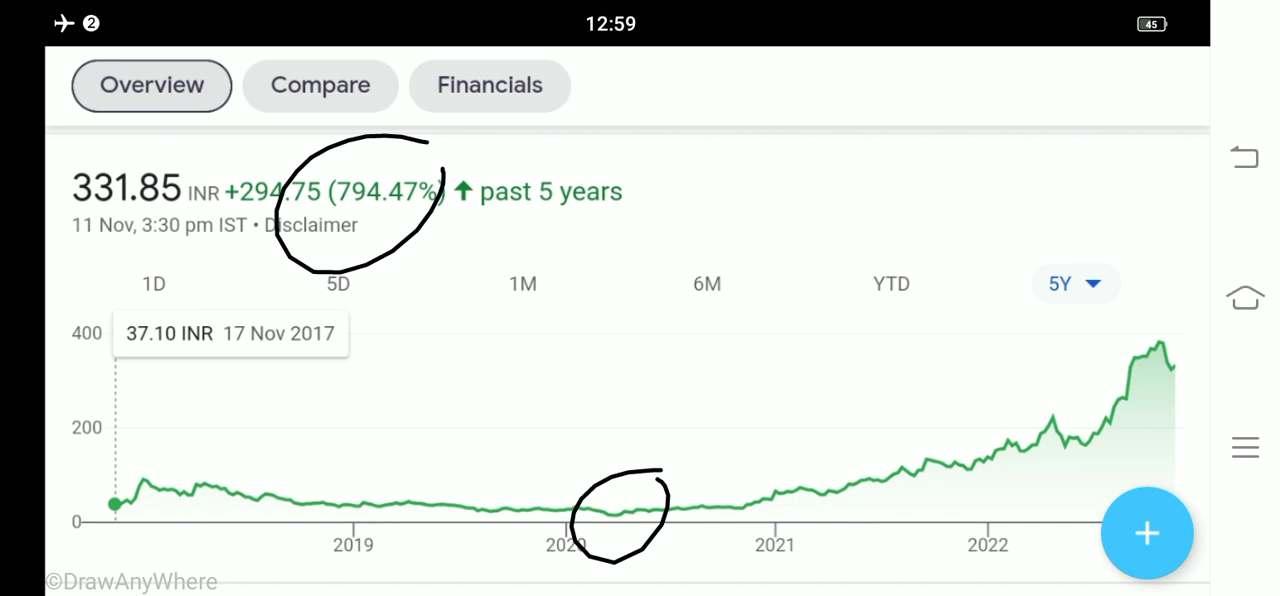 2 12:59 45
Overview Compare Financials
331.85 INR +294.75 (794.47%) ↑ past 5 years
11 Nov, 3:30 pm IST • Disclaimer
1D 5D 1M 6M YTD 5Y
400 37.10 INR 17 Nov 2017
200
0
2019 2020 2021 2022
+
©DrawAnyWhere